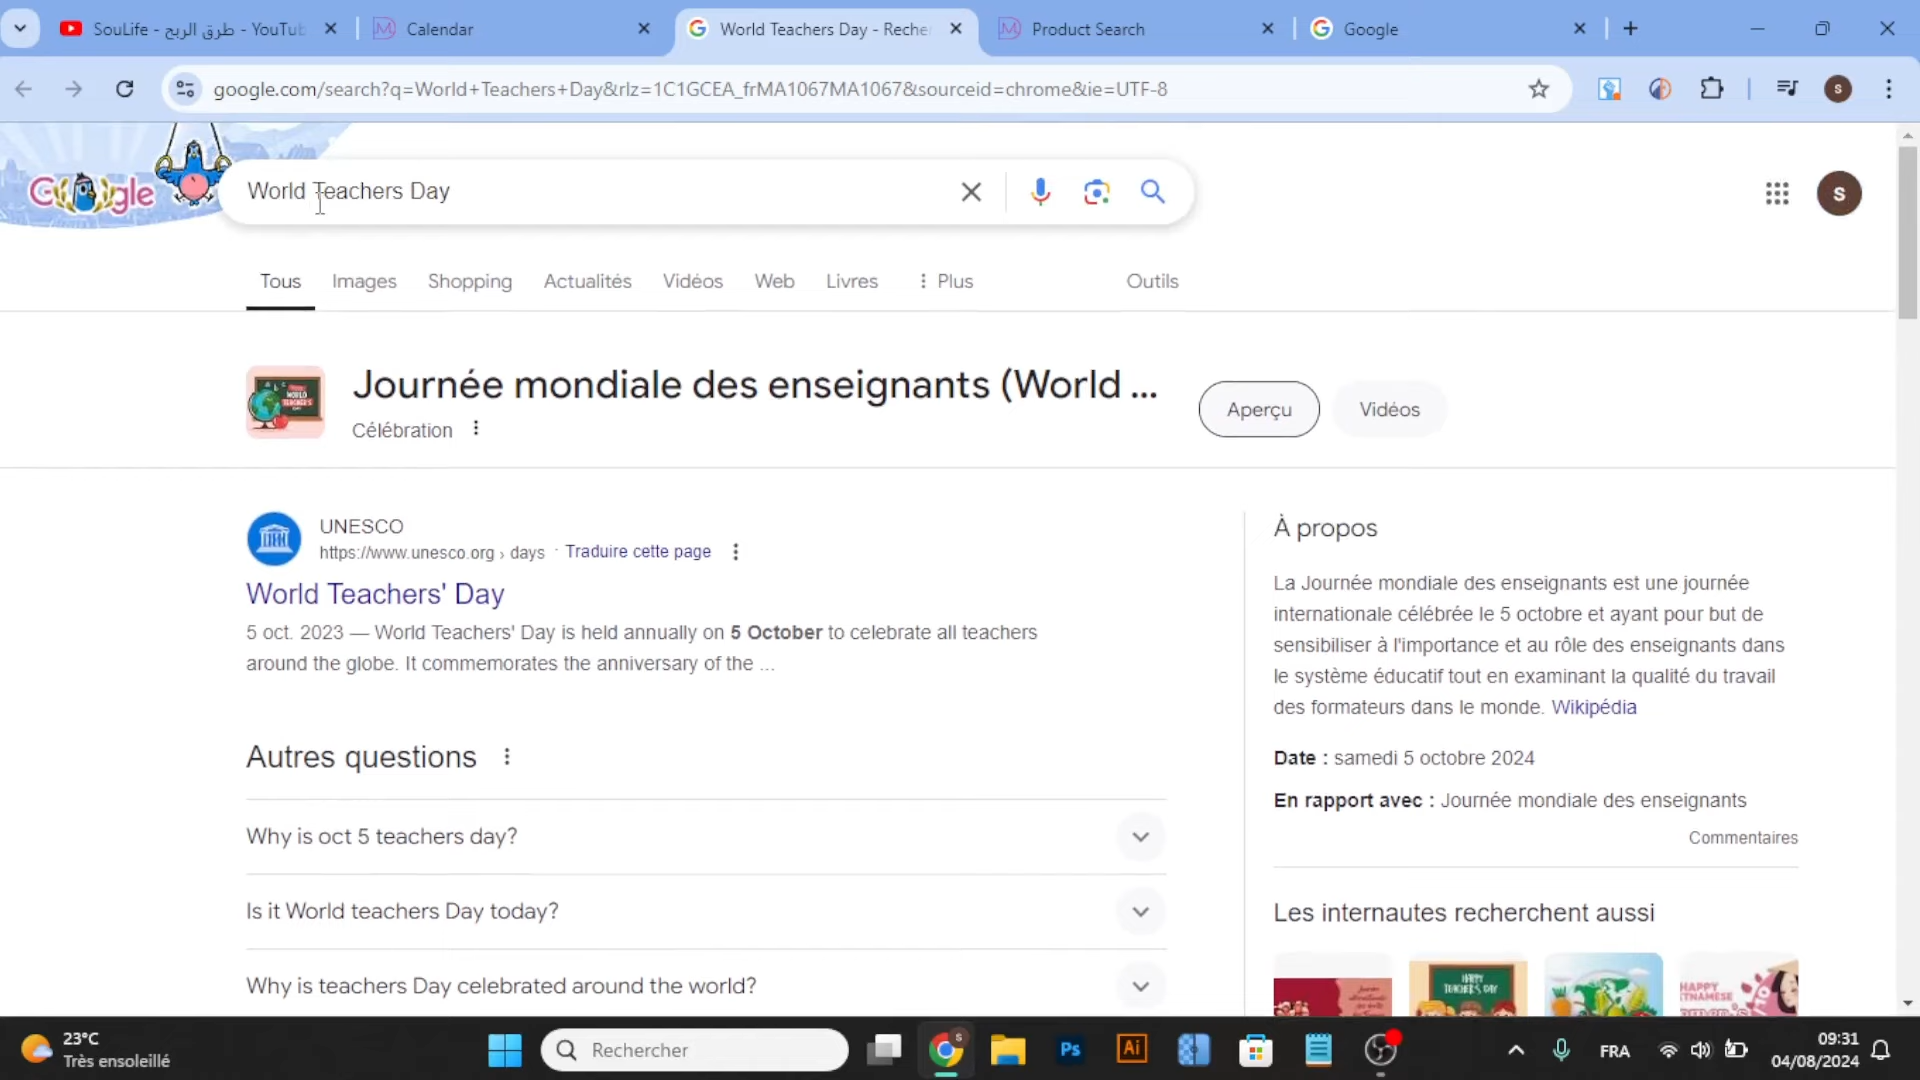 SouLife - طرق الربح - YouTub
Calendar
World Teachers Day - Recher
Product Search
Google
google.com/search?q=World+Teachers+Day&rlz=1C1GCEA_frMA1067MA1067&sourceid=chrome&ie=UTF-8
S
Google
World Teachers Day
S
Tous
Images
Shopping
Actualités
Vidéos
Web
Livres
Plus
Outils
Journée mondiale des enseignants (World ...
Célébration
Aperçu
Vidéos
UNESCO
https://www.unesco.org › days · Traduire cette page
World Teachers' Day
5 oct. 2023 — World Teachers' Day is held annually on 5 October to celebrate all teachers
around the globe. It commemorates the anniversary of the ...
Autres questions
Why is oct 5 teachers day?
Is it World teachers Day today?
Why is teachers Day celebrated around the world?
À propos
La Journée mondiale des enseignants est une journée
internationale célébrée le 5 octobre et ayant pour but de
sensibiliser à l'importance et au rôle des enseignants dans
le système éducatif tout en examinant la qualité du travail
des formateurs dans le monde. Wikipédia
Date : samedi 5 octobre 2024
En rapport avec : Journée mondiale des enseignants
Commentaires
Les internautes recherchent aussi
HAPPY
TEACHERS DAY
HAPPY
23°C
Très ensoleillé
Rechercher
S
Ps
Ai
FRA
09:31
04/08/2024